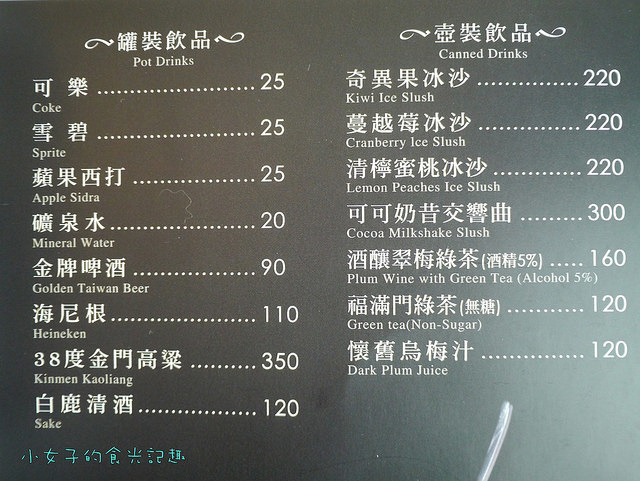 罐裝飲品
Pot Drinks
可樂 25
Coke
雪碧 25
Sprite
蘋果西打 25
Apple Sidra
礦泉水 20
Mineral Water
金牌啤酒 90
Golden Taiwan Beer
海尼根 110
Heineken
38度金門高粱 350
Kinmen Kaoliang
白鹿清酒 120
Sake
壺裝飲品
Canned Drinks
奇異果冰沙 220
Kiwi Ice Slush
蔓越莓冰沙 220
Cranberry Ice Slush
清檸蜜桃冰沙 220
Lemon Peaches Ice Slush
可可奶昔交響曲 300
Cocoa Milkshake Slush
酒釀翠梅綠茶(酒精5%) 160
Plum Wine with Green Tea (Alcohol 5%)
福滿門綠茶(無糖) 120
Green tea(Non-Sugar)
懷舊烏梅汁 120
Dark Plum Juice
小女子的食光記趣